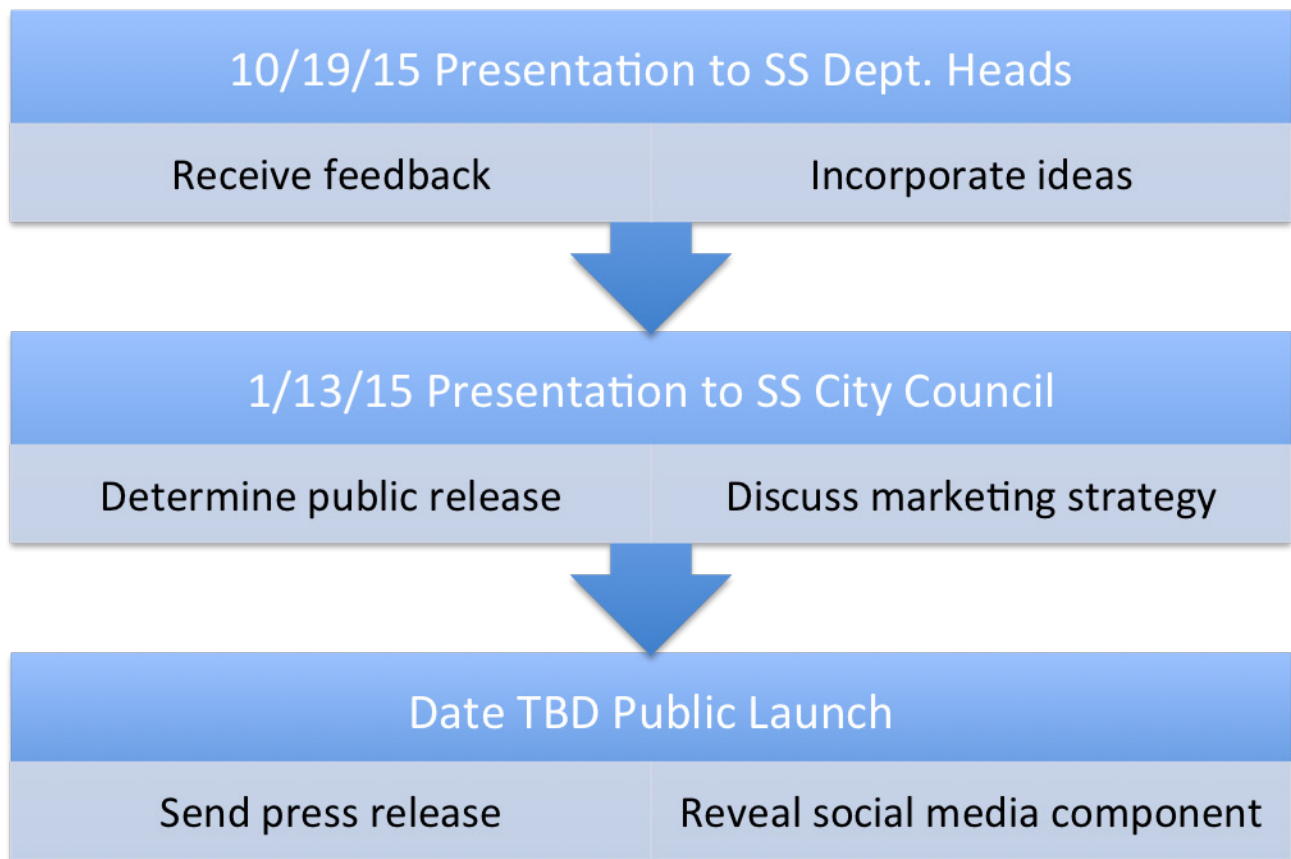 10/19/15 Presentation to SS Dept. Heads
Receive feedback
Incorporate ideas
1/13/15 Presentation to SS City Council
Determine public release
Discuss marketing strategy
Date TBD Public Launch
Send press release
Reveal social media component